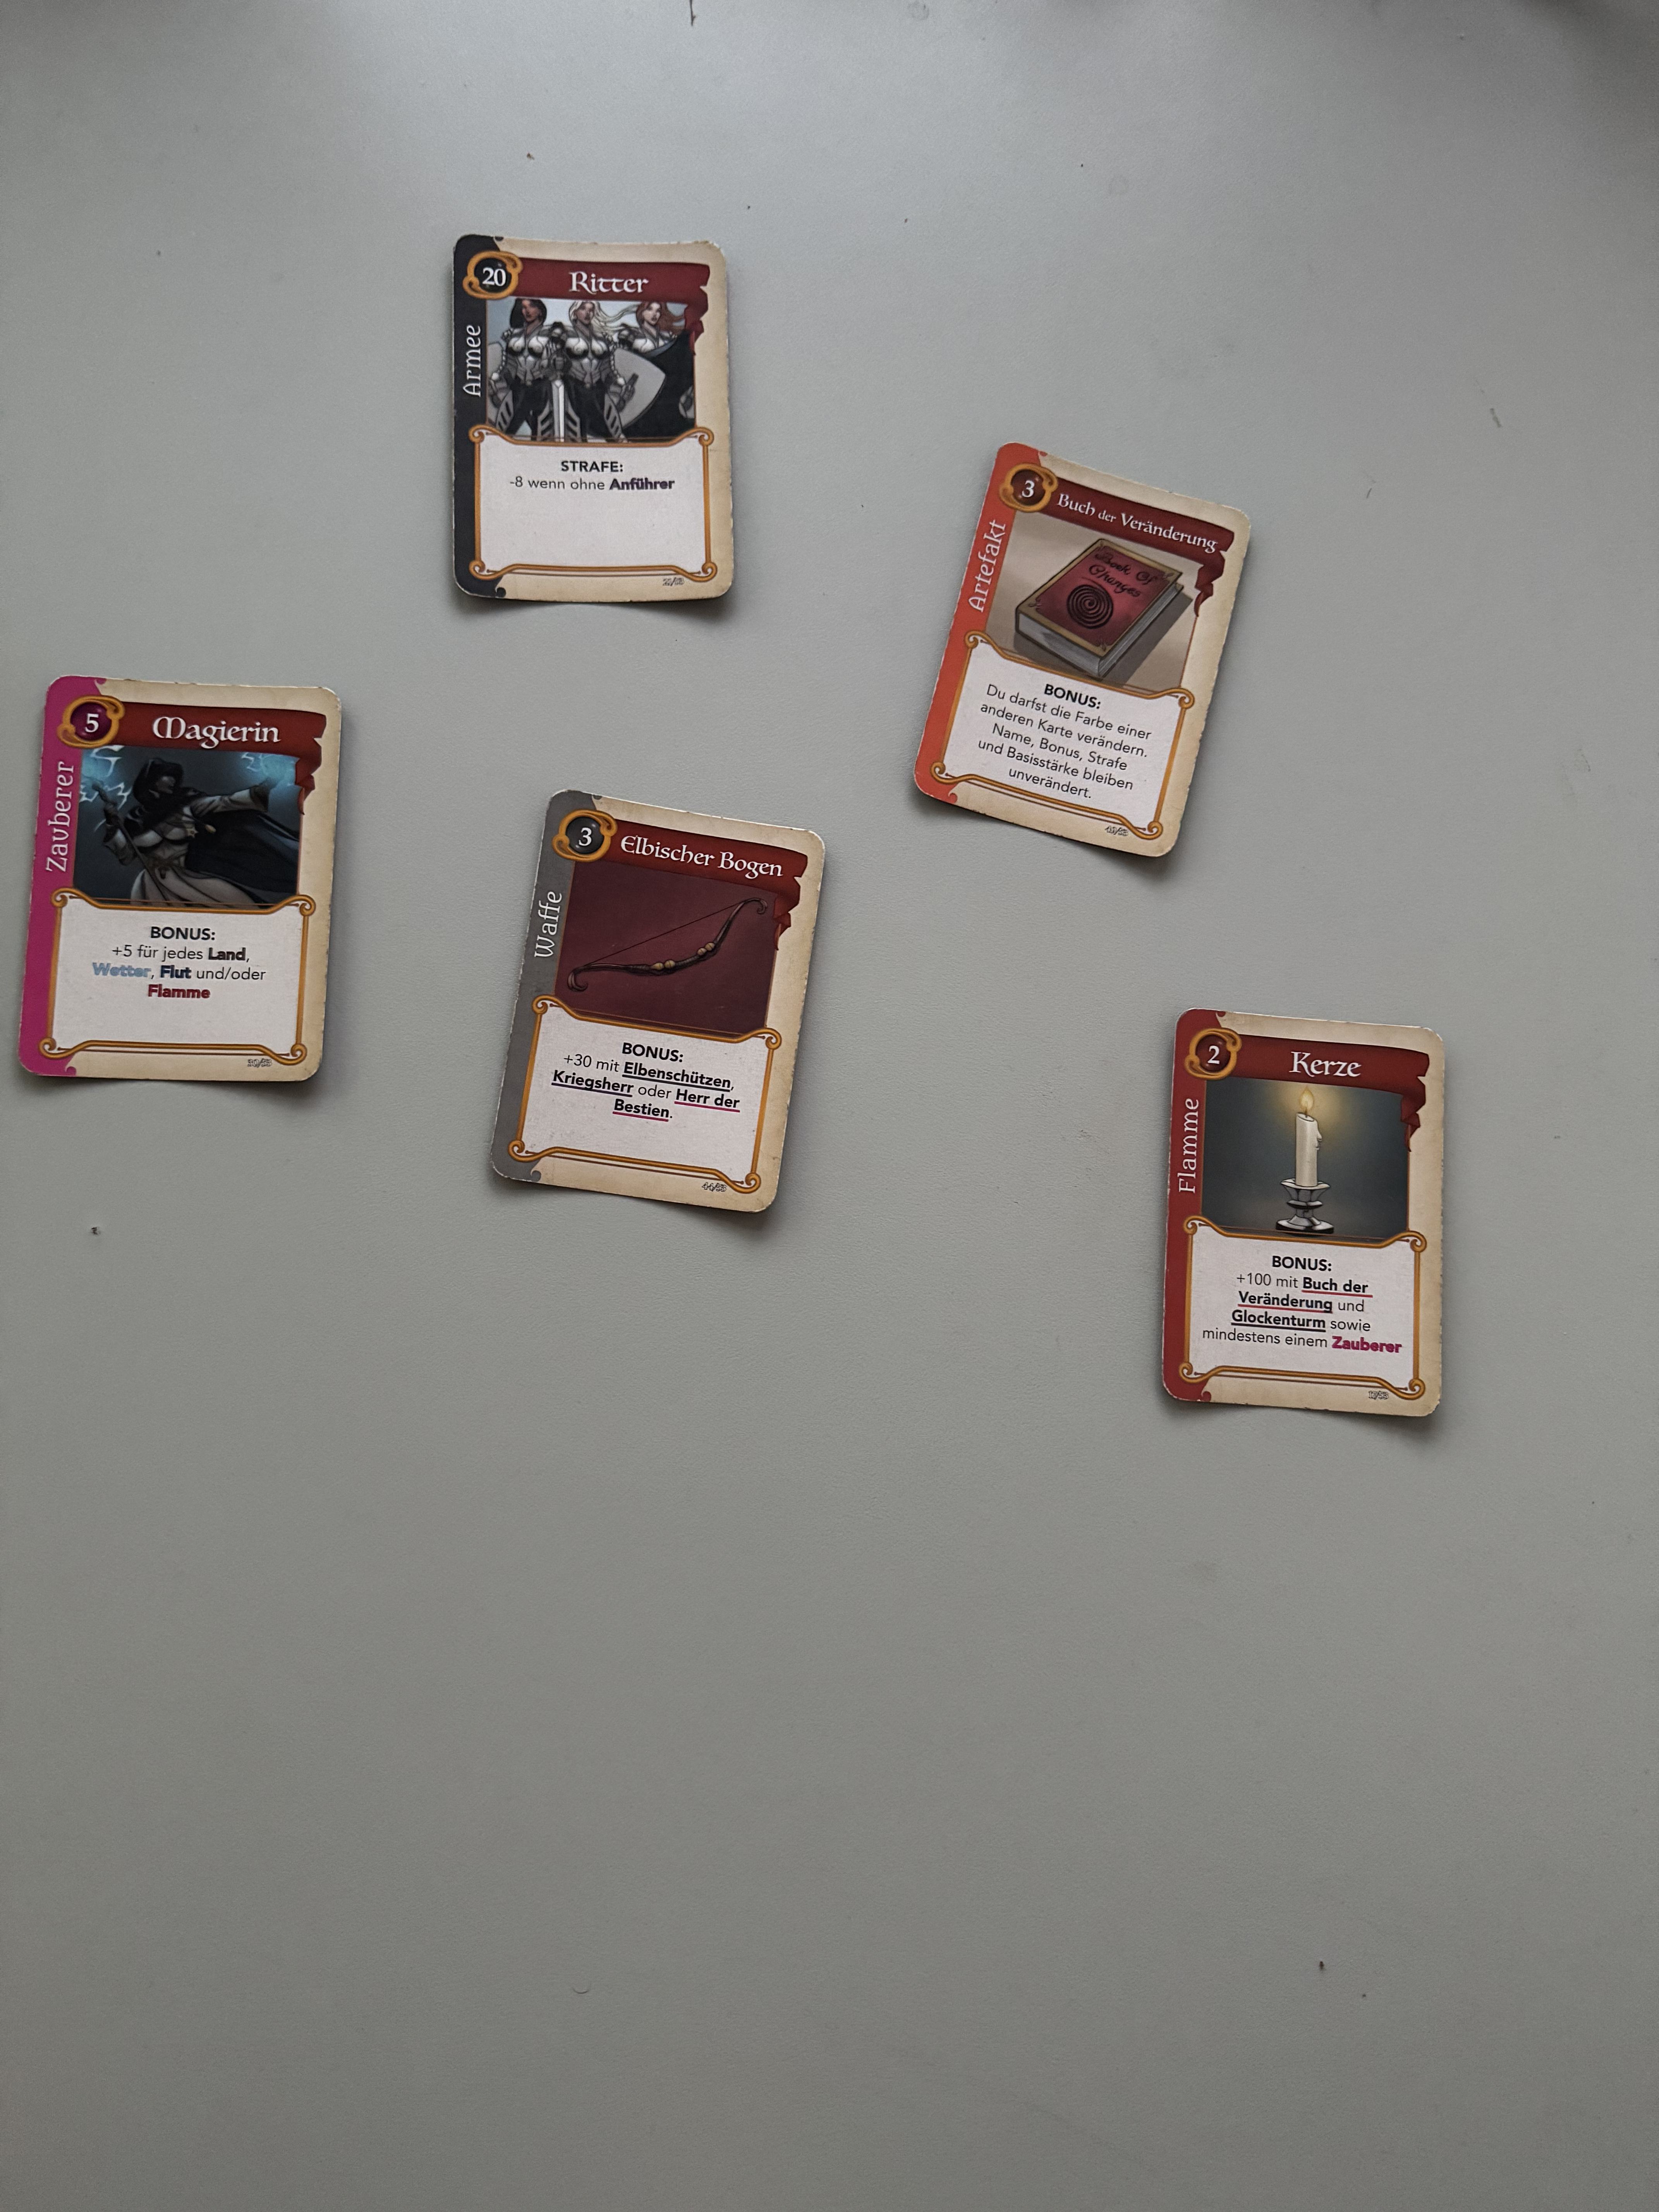 20
Ritter
Armee
STRAFE:
-8 wenn ohne Anführer
3
Buch der Veränderung
Artefakt
Book Of
Changes
BONUS:
Du darfst die Farbe einer
anderen Karte verändern.
Name, Bonus, Strafe
und Basisstärke bleiben
unverändert.
5
Magierin
Zauberer
BONUS:
+5 für jedes Land,
Wetter, Flut und/oder
Flamme
3
Elbischer Bogen
Waffe
BONUS:
+30 mit Elbenschützen,
Kriegsherr oder Herr der
Bestien.
2
Kerze
Flamme
BONUS:
+100 mit Buch der
Veränderung und
Glockenturm sowie
mindestens einem Zauberer